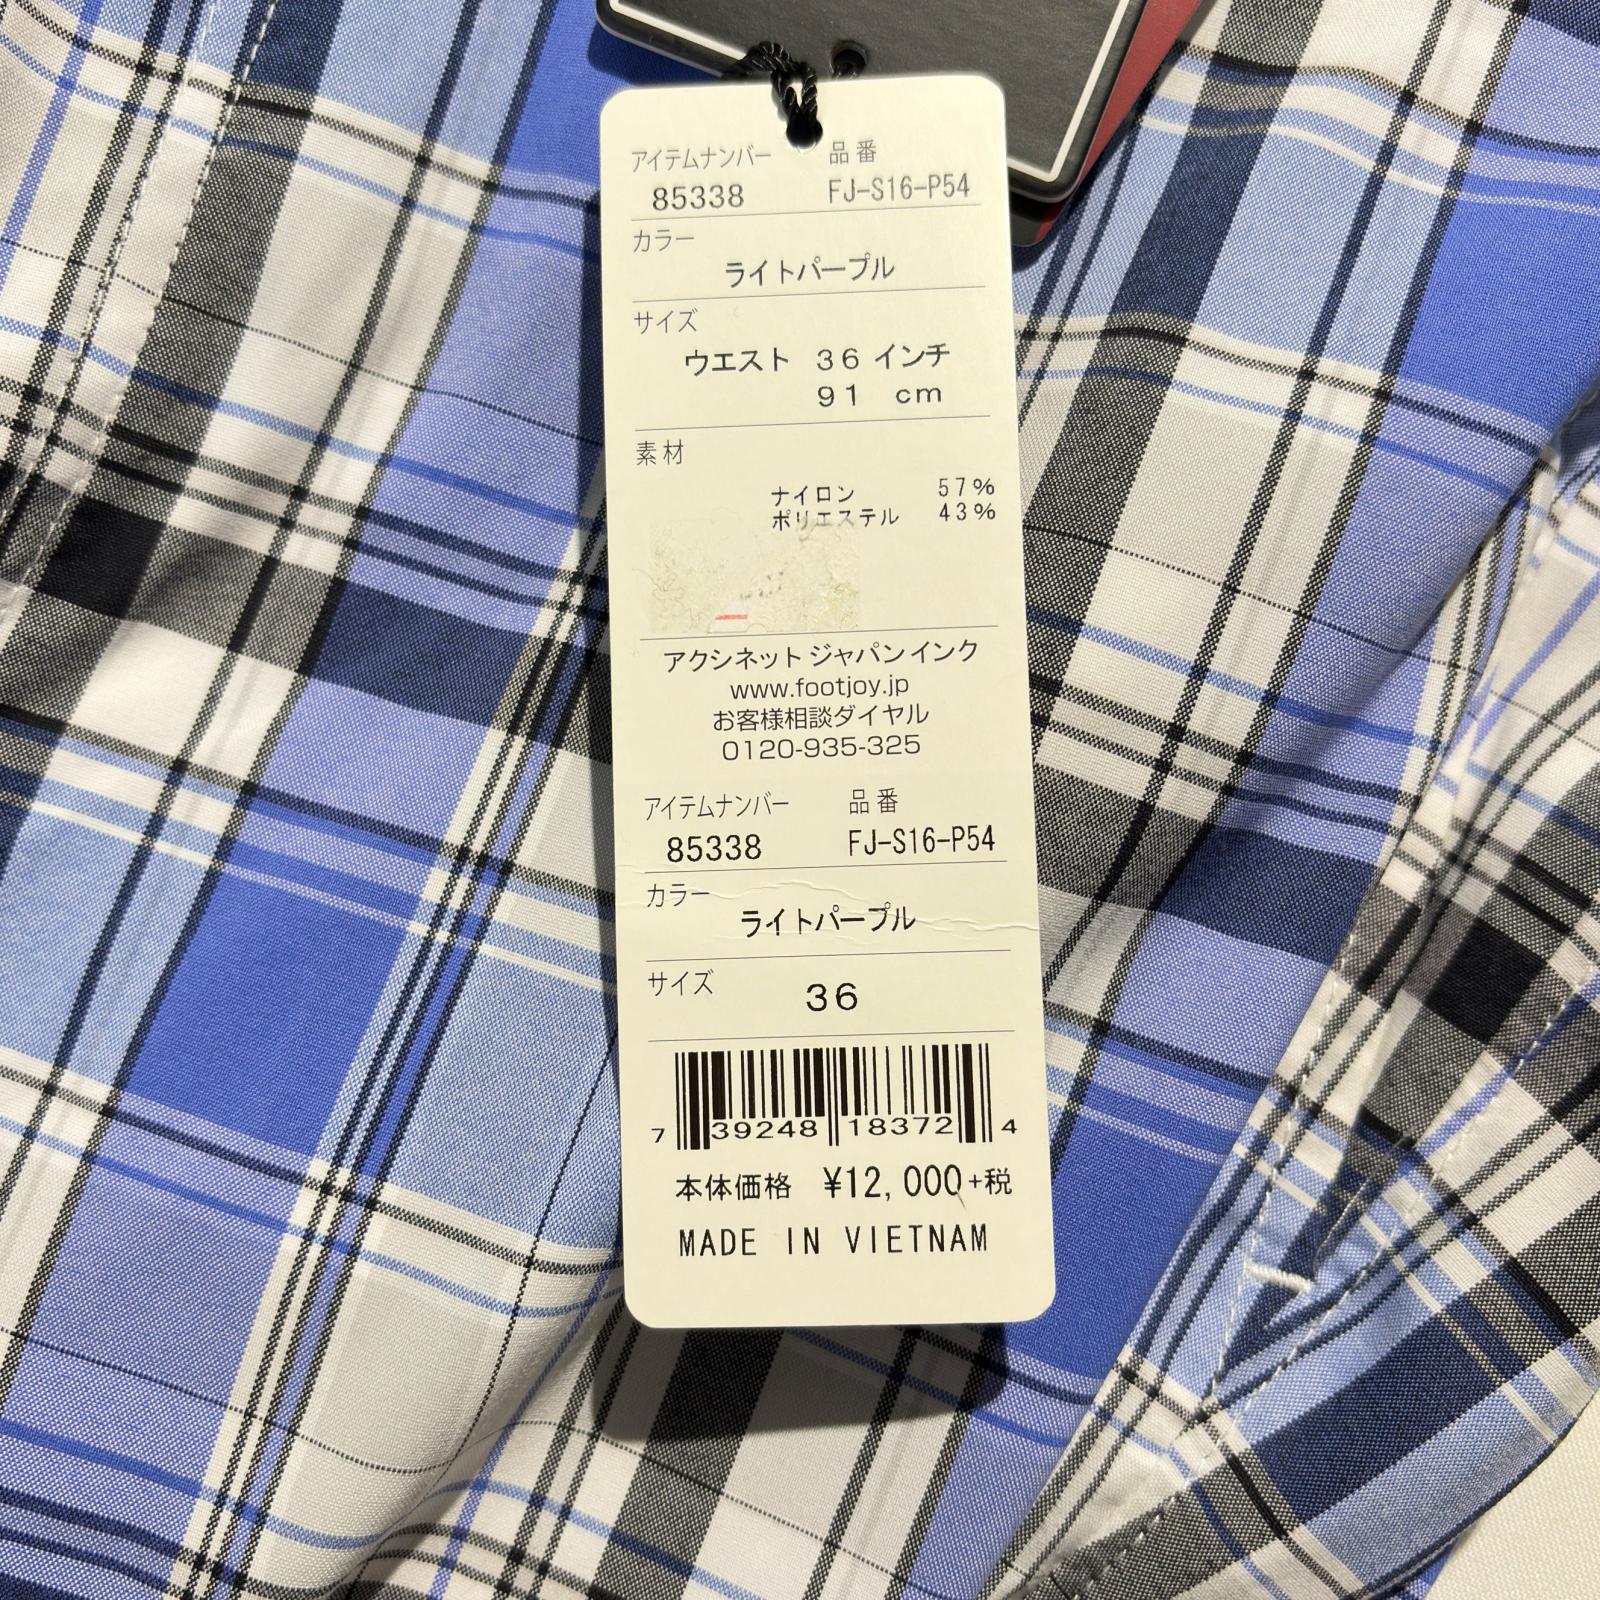 アイテムナンバー 品番
85338 FJ-S16-P54
カラー
ライトパープル
サイズ
ウエスト 36 インチ
91 cm
素材
ナイロン 57%
ポリエステル 43%
アクシネット ジャパン インク
www.footjoy.jp
お客様相談ダイヤル
0120-935-325
アイテムナンバー 品番
85338 FJ-S16-P54
カラー
ライトパープル
サイズ
36
7 39248 18372 4
本体価格 ¥12,000+税
MADE IN VIETNAM